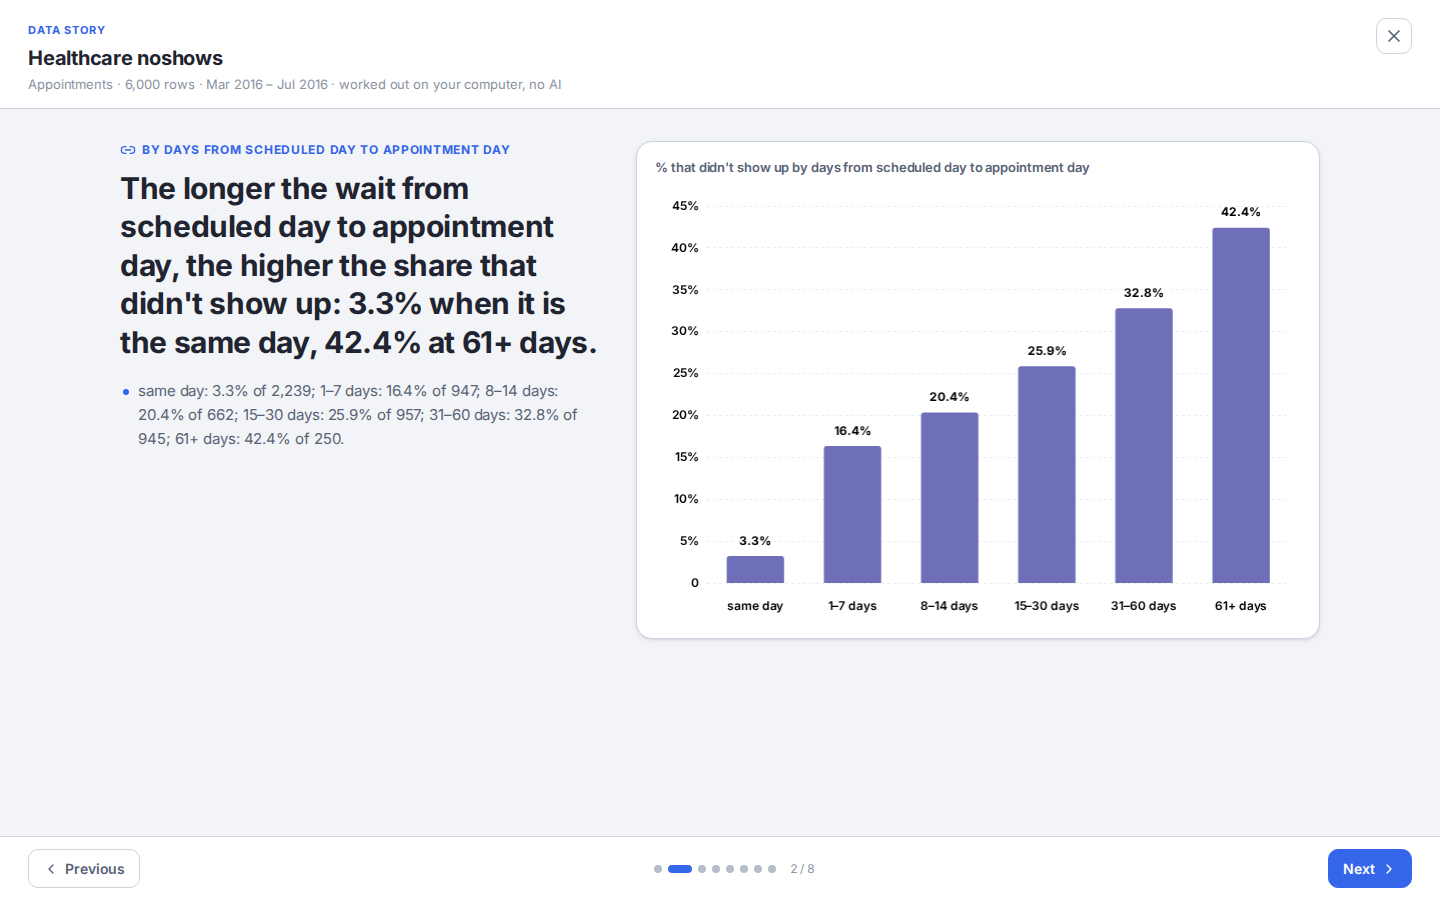 DATA STORY
Healthcare noshows
Appointments · 6,000 rows · Mar 2016 – Jul 2016 · worked out on your computer, no AI
BY DAYS FROM SCHEDULED DAY TO APPOINTMENT DAY
The longer the wait from
scheduled day to appointment
day, the higher the share that
didn't show up: 3.3% when it is
the same day, 42.4% at 61+ days.
same day: 3.3% of 2,239; 1–7 days: 16.4% of 947; 8–14 days:
20.4% of 662; 15–30 days: 25.9% of 957; 31–60 days: 32.8% of
945; 61+ days: 42.4% of 250.
% that didn't show up by days from scheduled day to appointment day
45%
40%
35%
30%
25%
20%
15%
10%
5%
0
3.3%
16.4%
20.4%
25.9%
32.8%
42.4%
same day
1–7 days
8–14 days
15–30 days
31–60 days
61+ days
Previous
2 / 8
Next